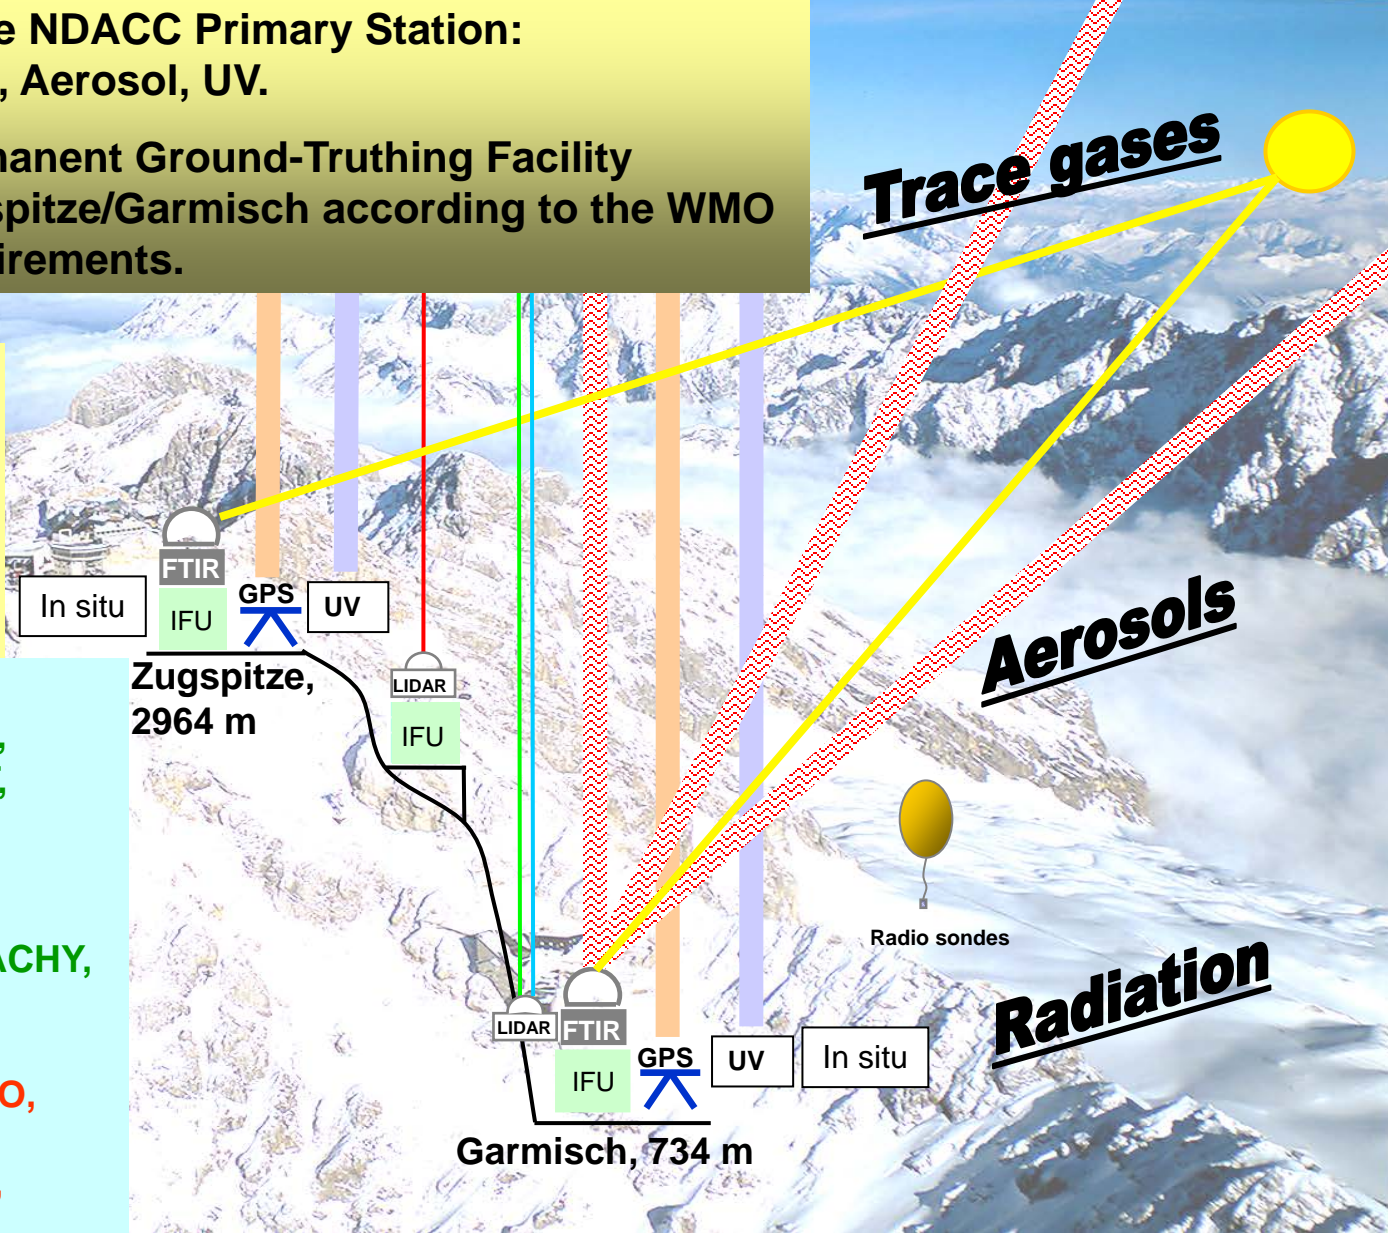 e NDACC Primary Station:
, Aerosol, UV.
manent Ground-Truthing Facility
spitze/Garmisch according to the WMO
irements.
Trace gases
FTIR
In situ
IFU
GPS
UV
Zugspitze,
2964 m
LIDAR
IFU
Aerosols
,
,
ACHY,
Radio sondes
Radiation
LIDAR
FTIR
IFU
GPS
UV
In situ
O,
Garmisch, 734 m
,